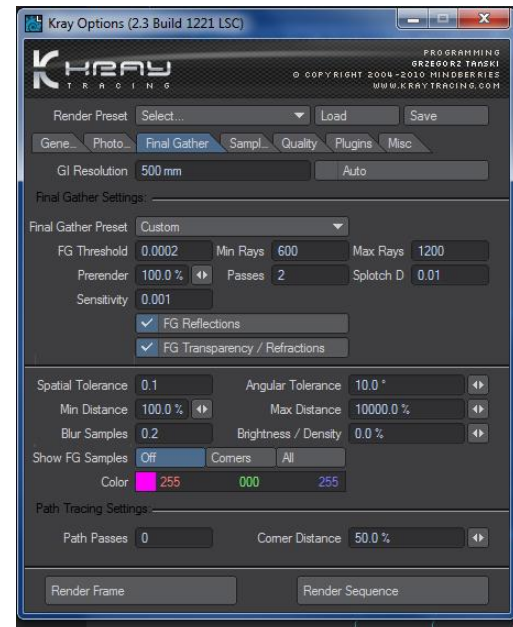 Kray Options (2.3 Build 1221 LSC)
KRAY
TRACING
PROGRAMMING
GRZEGORZ TANSKI
© COPYRIGHT 2004-2010 MINDBERRIES
WWW.KRAYTRACING.COM
Render Preset Select... Load Save
Gene... Photo... Final Gather Sampl... Quality Plugins Misc
GI Resolution 500 mm Auto
Final Gather Settings:
Final Gather Preset Custom
FG Threshold 0.0002 Min Rays 600 Max Rays 1200
Prerender 100.0 % Passes 2 Splotch D 0.01
Sensitivity 0.001
FG Reflections
FG Transparency / Refractions
Spatial Tolerance 0.1 Angular Tolerance 10.0 °
Min Distance 100.0 % Max Distance 10000.0 %
Blur Samples 0.2 Brightness / Density 0.0 %
Show FG Samples Off Corners All
Color 255 000 255
Path Tracing Settings:
Path Passes 0 Corner Distance 50.0 %
Render Frame Render Sequence